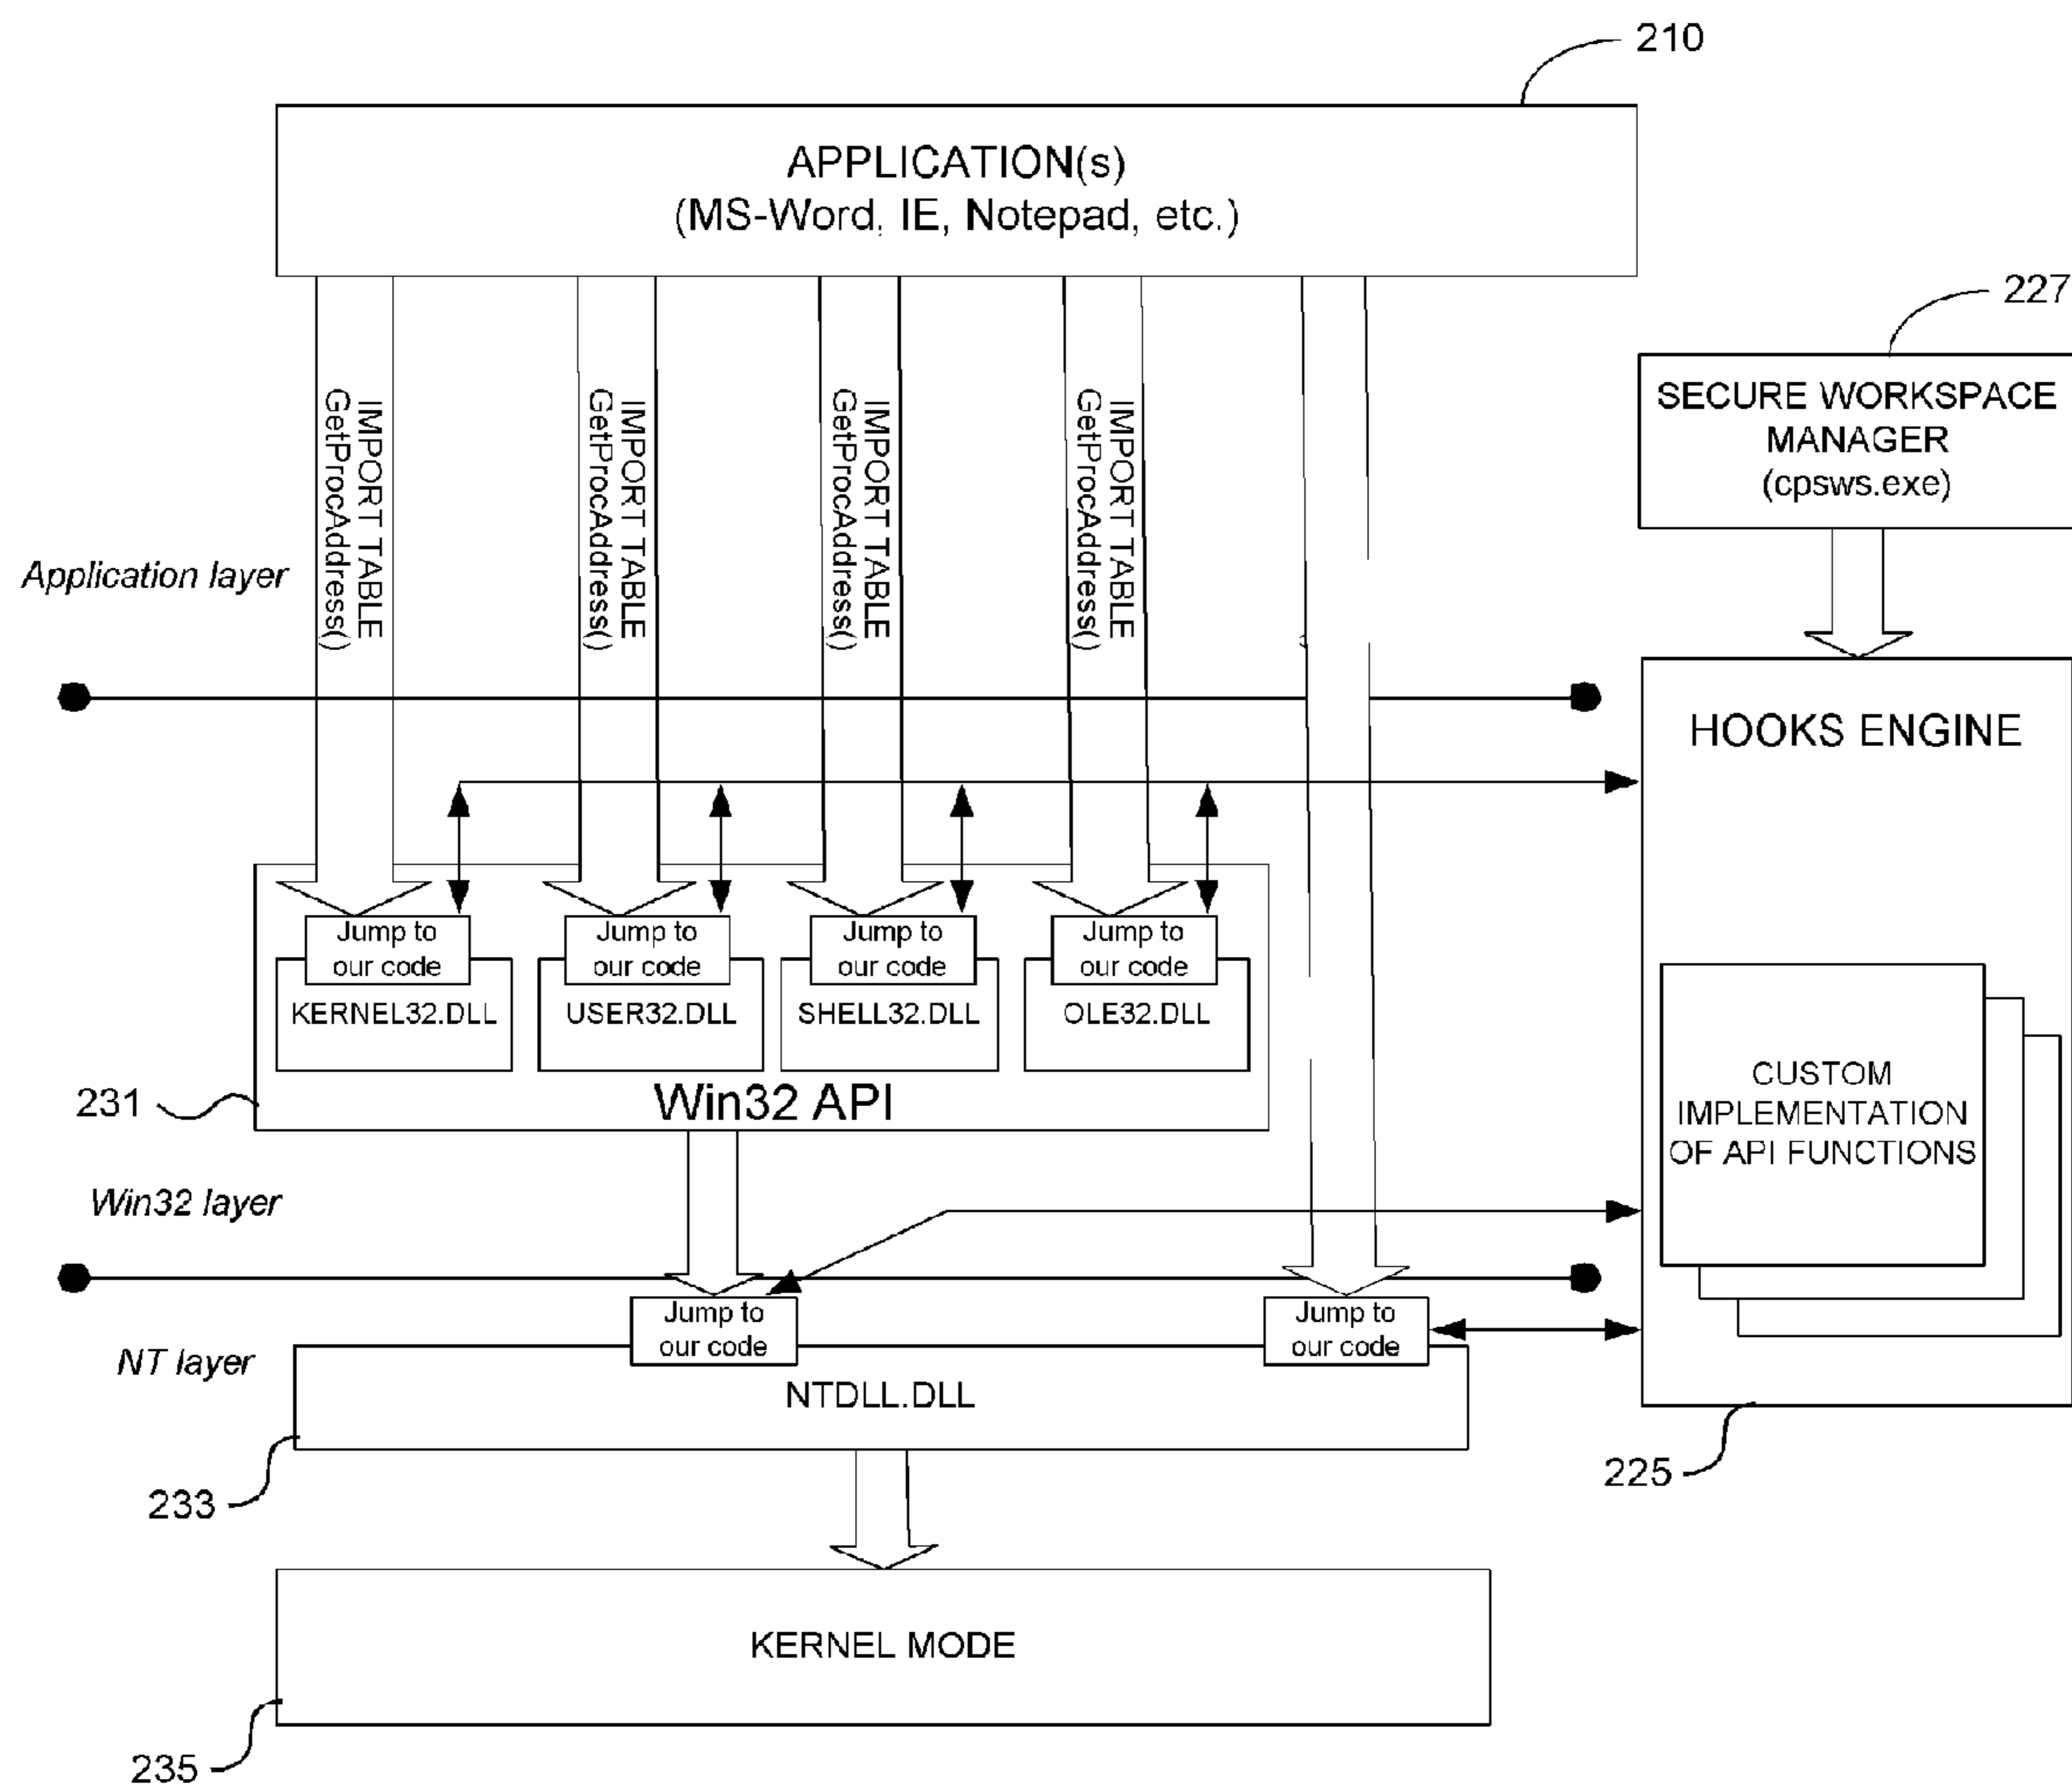 210
APPLICATION(s)
(MS-Word, IE, Notepad, etc.)
227
SECURE WORKSPACE
MANAGER
(cpsws.exe)
IMPORT TABLE
GetProcAddress()
IMPORT TABLE
GetProcAddress()
IMPORT TABLE
GetProcAddress()
IMPORT TABLE
GetProcAddress()
Application layer
HOOKS ENGINE
Jump to
our code
KERNEL32.DLL
Jump to
our code
USER32.DLL
Jump to
our code
SHELL32.DLL
Jump to
our code
OLE32.DLL
231
Win32 API
CUSTOM
IMPLEMENTATION
OF API FUNCTIONS
Win32 layer
Jump to
our code
Jump to
our code
NT layer
NTDLL.DLL
233
225
KERNEL MODE
235